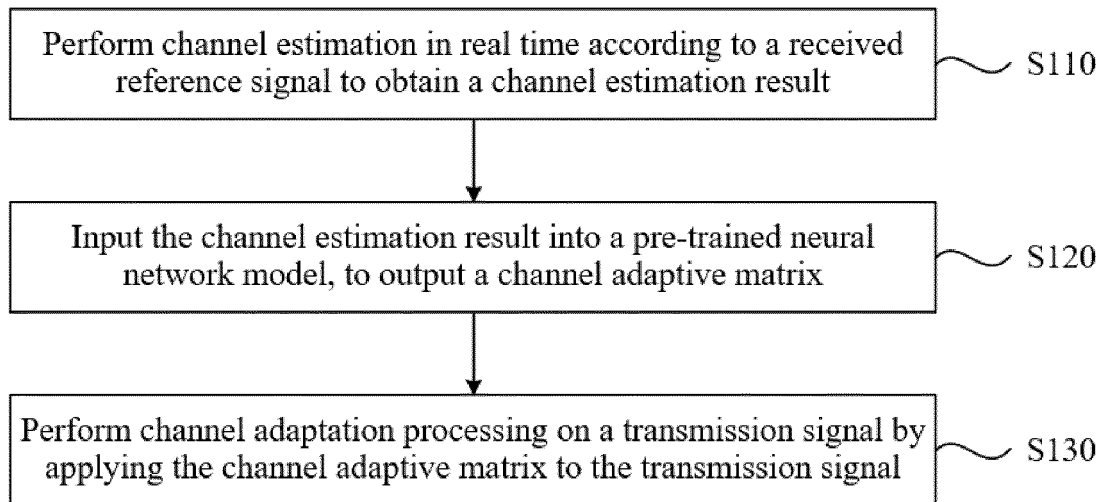 Perform channel estimation in real time according to a received
reference signal to obtain a channel estimation result
S110
Input the channel estimation result into a pre-trained neural
network model, to output a channel adaptive matrix
S120
Perform channel adaptation processing on a transmission signal by
applying the channel adaptive matrix to the transmission signal
S130